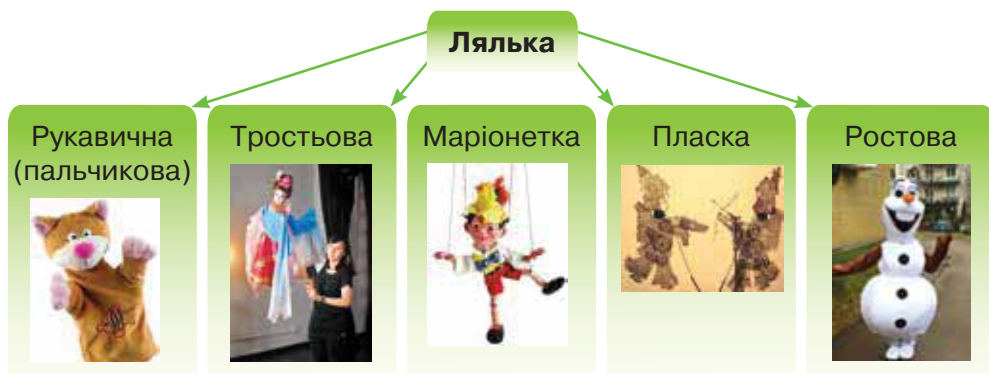 Лялька
Рукавична
(пальчикова)
Тростьова
Маріонетка
Пласка
Ростова